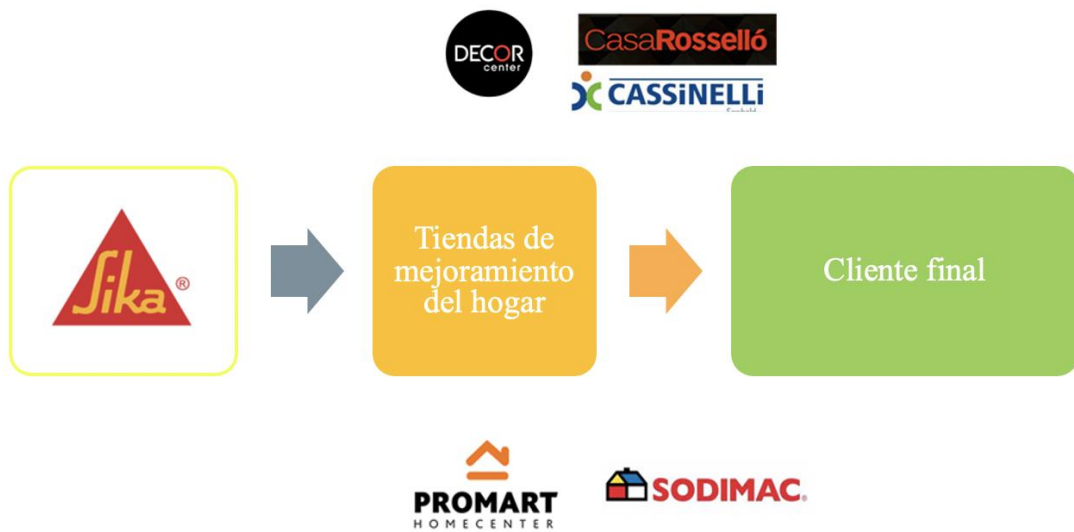 DECOR
center
CasaRosselló
CASSiNELLi
Sika®
Tiendas de
mejoramiento
del hogar
Cliente final
PROMART
HOMECENTER
SODIMAC®